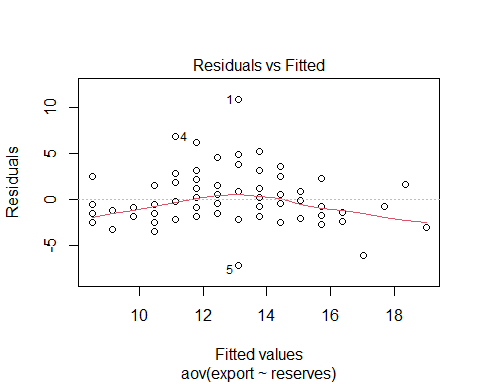 Residuals vs Fitted
Residuals
10
5
0
-5
1
4
5
10 12 14 16 18
Fitted values
aov(export ~ reserves)